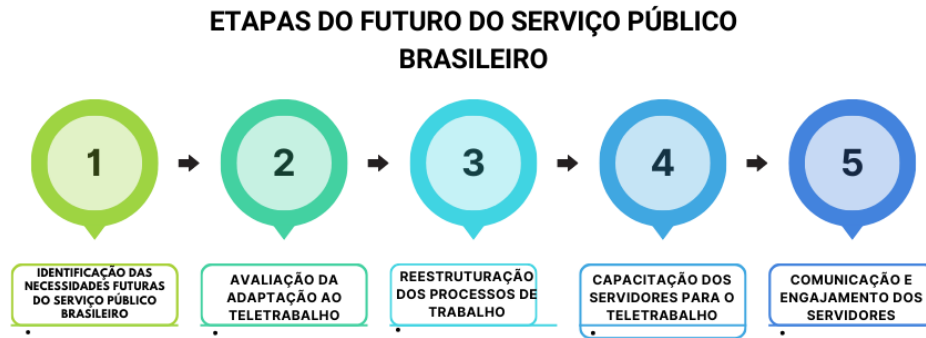 ETAPAS DO FUTURO DO SERVIÇO PÚBLICO
BRASILEIRO
1
2
3
4
5
IDENTIFICAÇÃO DAS
NECESSIDADES FUTURAS
DO SERVIÇO PÚBLICO
BRASILEIRO
AVALIAÇÃO DA
ADAPTAÇÃO AO
TELETRABALHO
REESTRUTURAÇÃO
DOS PROCESSOS DE
TRABALHO
CAPACITAÇÃO DOS
SERVIDORES PARA O
TELETRABALHO
COMUNICAÇÃO E
ENGAJAMENTO DOS
SERVIDORES